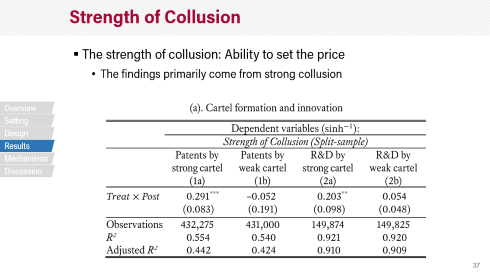 Strength of Collusion
▪ The strength of collusion: Ability to set the price
• The findings primarily come from strong collusion
Overview
Setting
Design
Results
Mechanisms
Discussion
(a). Cartel formation and innovation
Dependent variables (sinh⁻¹):
Strength of Collusion (Split-sample)
Patents by Patents by R&D by R&D by
strong cartel weak cartel strong cartel weak cartel
(1a) (1b) (2a) (2b)
Treat × Post 0.291*** −0.052 0.203** 0.054
(0.083) (0.191) (0.098) (0.048)
Observations 432,275 431,000 149,874 149,825
R² 0.554 0.540 0.921 0.920
Adjusted R² 0.442 0.424 0.910 0.909
37